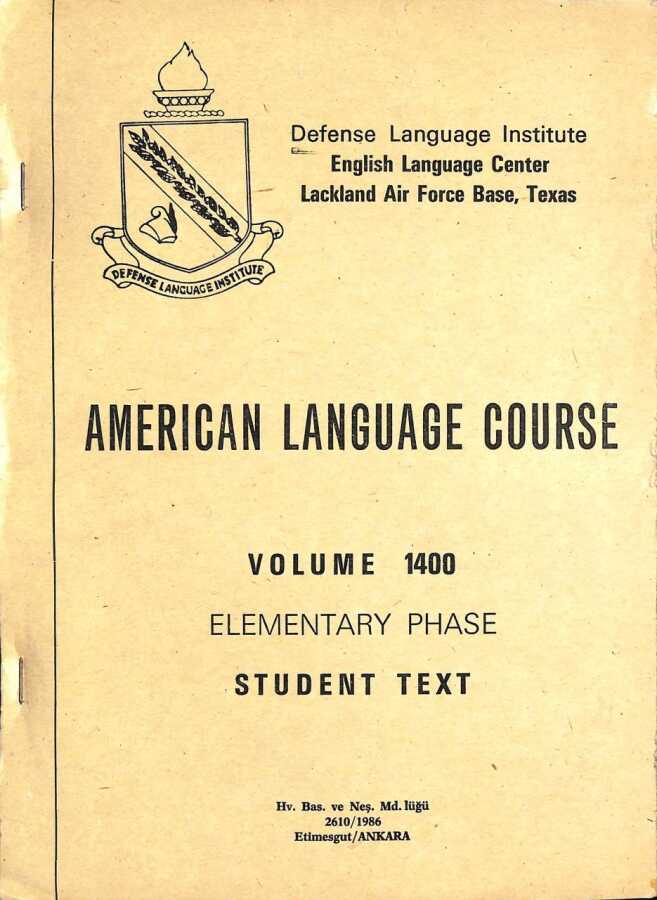 Defense Language Institute
English Language Center
Lackland Air Force Base, Texas
DEFENSE LANGUAGE INSTITUTE
AMERICAN LANGUAGE COURSE
VOLUME 1400
ELEMENTARY PHASE
STUDENT TEXT
Hv. Bas. ve Neş. Md. lüğü
2610/1986
Etimesgut/ANKARA